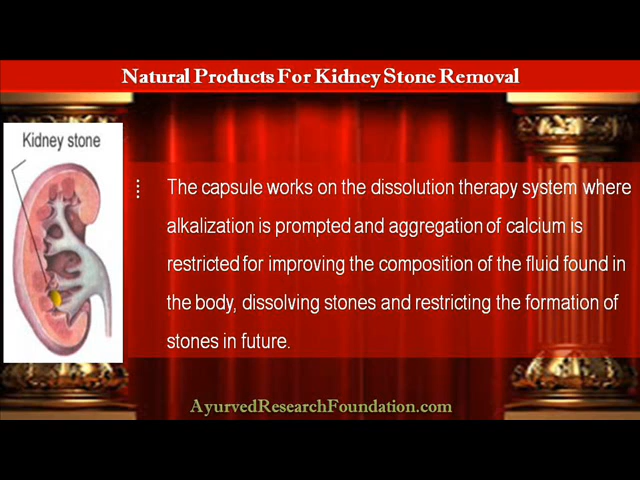 Natural Products For Kidney Stone Removal
Kidney stone
The capsule works on the dissolution therapy system where
alkalization is prompted and aggregation of calcium is
restricted for improving the composition of the fluid found in
the body, dissolving stones and restricting the formation of
stones in future.
AyurvedResearchFoundation.com